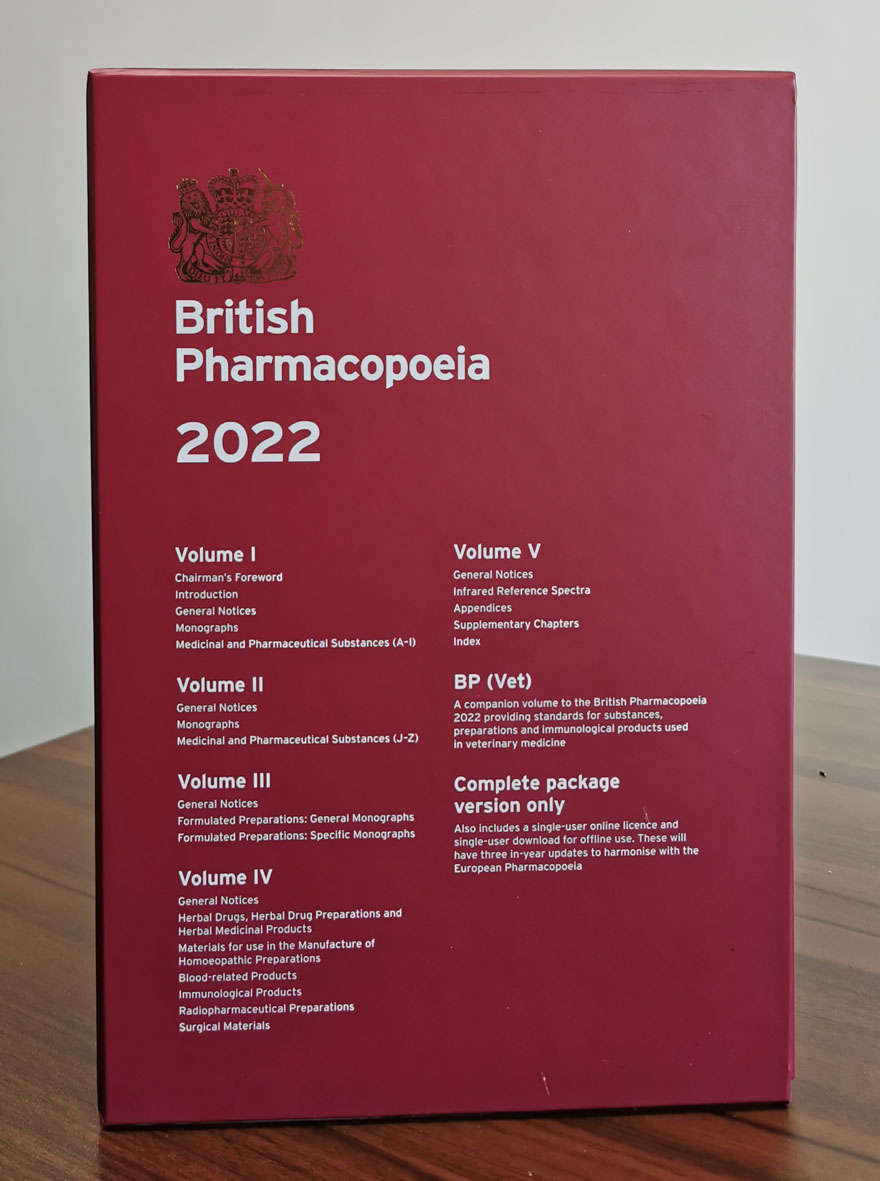 British
Pharmacopoeia
2022
Volume I
Chairman's Foreword
Introduction
General Notices
Monographs
Medicinal and Pharmaceutical Substances (A–I)
Volume II
General Notices
Monographs
Medicinal and Pharmaceutical Substances (J–Z)
Volume III
General Notices
Formulated Preparations: General Monographs
Formulated Preparations: Specific Monographs
Volume IV
General Notices
Herbal Drugs, Herbal Drug Preparations and
Herbal Medicinal Products
Materials for use in the Manufacture of
Homoeopathic Preparations
Blood-related Products
Immunological Products
Radiopharmaceutical Preparations
Surgical Materials
Volume V
General Notices
Infrared Reference Spectra
Appendices
Supplementary Chapters
Index
BP (Vet)
A companion volume to the British Pharmacopoeia
2022 providing standards for substances,
preparations and immunological products used
in veterinary medicine
Complete package
version only
Also includes a single-user online licence and
single-user download for offline use. These will
have three in-year updates to harmonise with the
European Pharmacopoeia